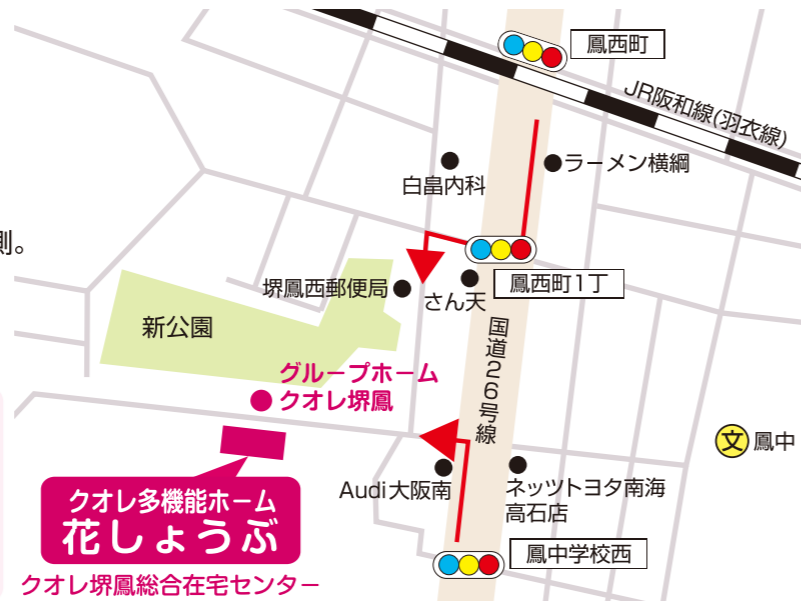 鳳西町
JR阪和線(羽衣線)
白畠内科
ラーメン横綱
則。
堺鳳西郵便局
さん天
鳳西町1丁
新公園
国道26号線
グループホーム
クオレ堺鳳
文 鳳中
Audi大阪南
ネッツトヨタ南海
高石店
クオレ多機能ホーム
花しょうぶ
鳳中学校西
クオレ堺鳳総合在宅センター